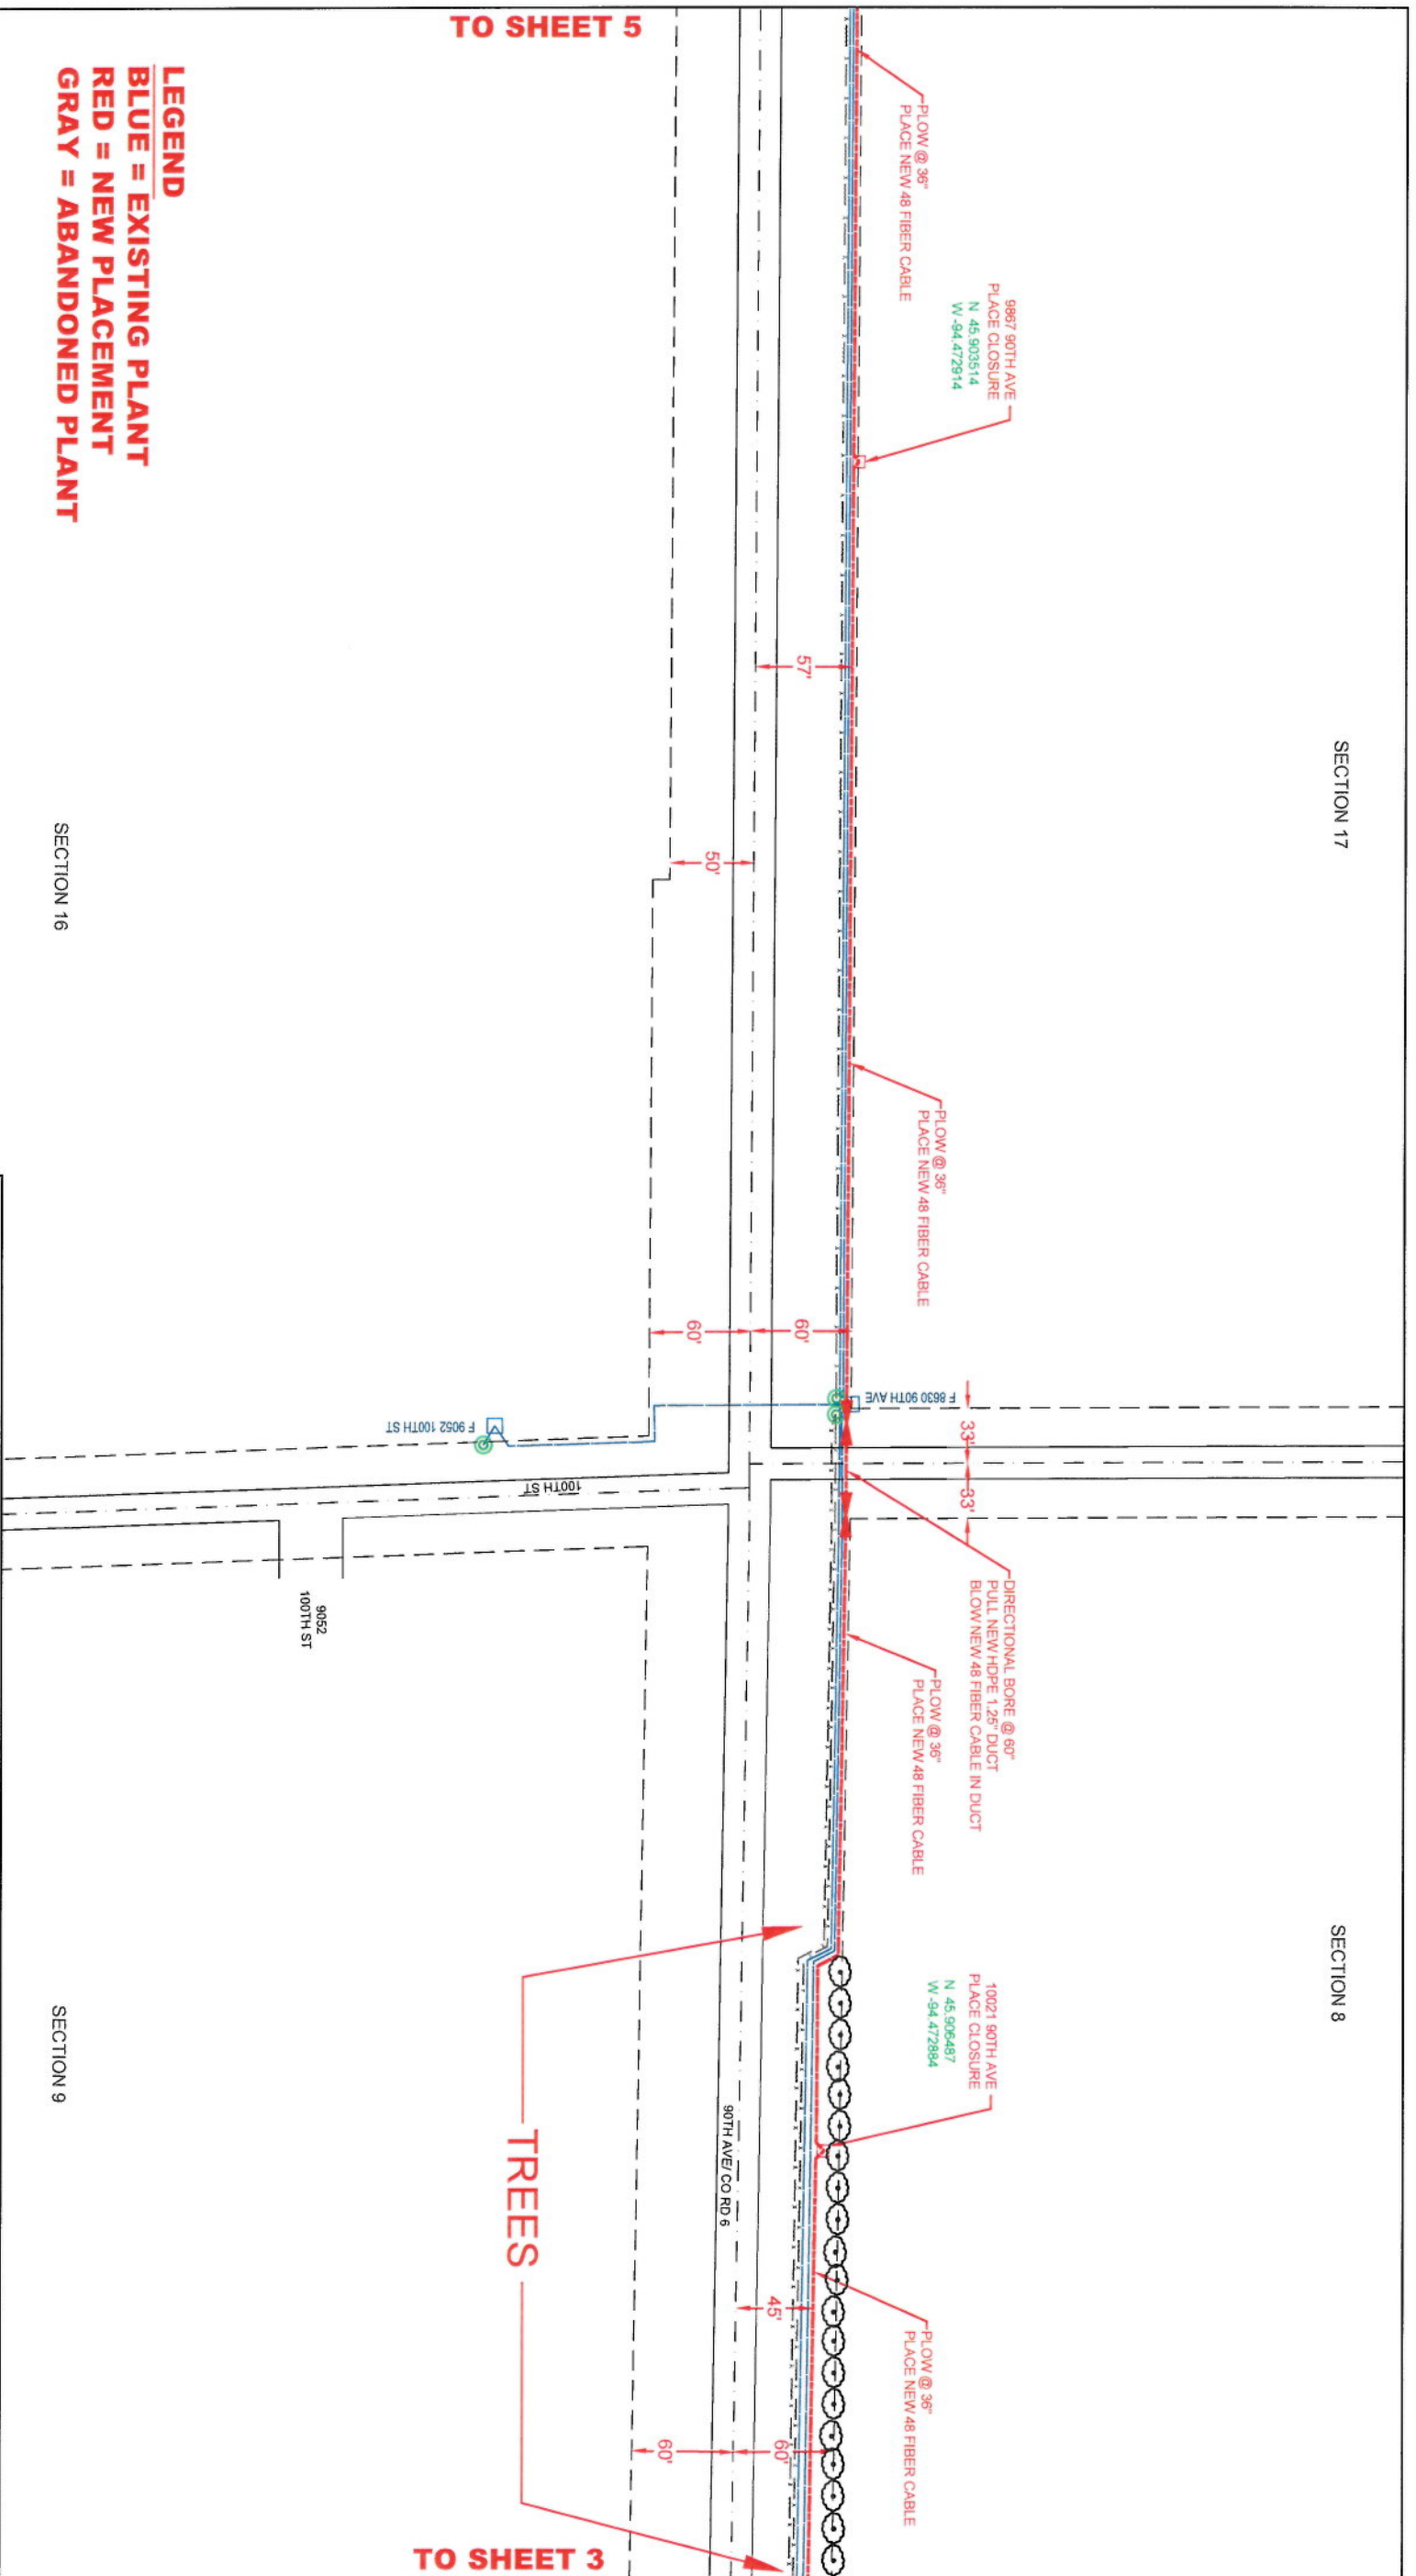 TO SHEET 5
LEGEND
BLUE = EXISTING PLANT
RED = NEW PLACEMENT
GRAY = ABANDONED PLANT
PLOW @ 36"
PLACE NEW 48 FIBER CABLE
9867 90TH AVE
PLACE CLOSURE
N 45.903514
W -94.472914
57'
SECTION 17
50'
SECTION 16
PLOW @ 36"
PLACE NEW 48 FIBER CABLE
60'
60'
F 8630 90TH AVE
33'
33'
F 9052 100TH ST
100TH ST
9052
100TH ST
DIRECTIONAL BORE @ 60"
PULL NEW HDPE 1.25" DUCT
BLOW NEW 48 FIBER CABLE IN DUCT
PLOW @ 36"
PLACE NEW 48 FIBER CABLE
SECTION 8
10021 90TH AVE
PLACE CLOSURE
N 45.906487
W -94.472884
SECTION 9
90TH AVE/ CO RD 6
TREES
45'
PLOW @ 36"
PLACE NEW 48 FIBER CABLE
60'
60'
TO SHEET 3